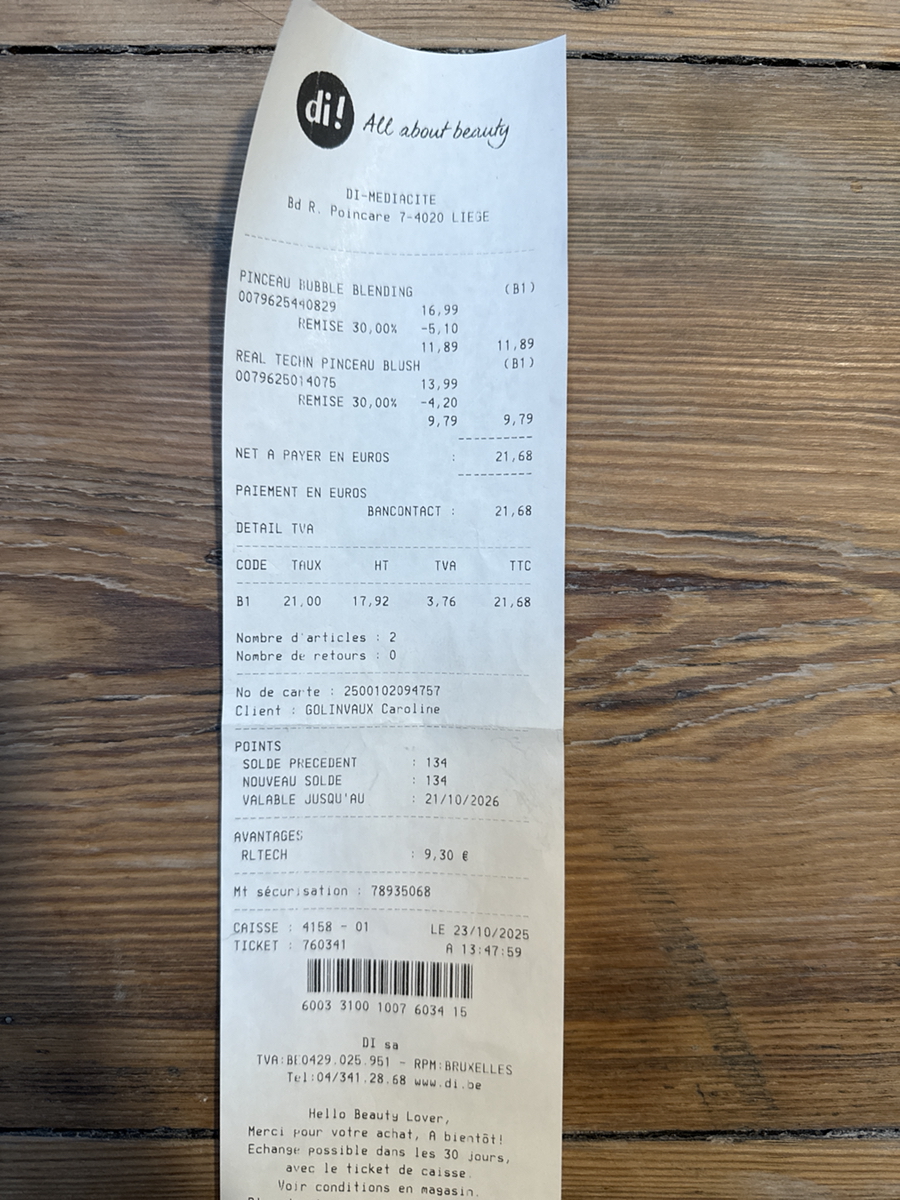 di! All about beauty
DI-MEDIACITE
Bd R. Poincare 7-4020 LIEGE
PINCEAU BUBBLE BLENDING (B1)
0079625440829 16,99
REMISE 30,00% -5,10
11,89 11,89
REAL TECHN PINCEAU BLUSH (B1)
0079625014075 13,99
REMISE 30,00% -4,20
9,79 9,79
NET A PAYER EN EUROS : 21,68
PAIEMENT EN EUROS
BANCONTACT : 21,68
DETAIL TVA
CODE TAUX HT TVA TTC
B1 21,00 17,92 3,76 21,68
Nombre d'articles : 2
Nombre de retours : 0
No de carte : 2500102094757
Client : GOLINVAUX Caroline
POINTS
SOLDE PRECEDENT : 134
NOUVEAU SOLDE : 134
VALABLE JUSQU'AU : 21/10/2026
AVANTAGES
RLTECH : 9,30 €
Mt sécurisation : 78935068
CAISSE : 4158 - 01 LE 23/10/2025
TICKET : 760341 A 13:47:59
6003 3100 1007 6034 15
DI sa
TVA:BE0429.025.951 - RPM:BRUXELLES
Tel:04/341.28.68 www.di.be
Hello Beauty Lover,
Merci pour votre achat, A bientôt!
Echange possible dans les 30 jours,
avec le ticket de caisse.
Voir conditions en magasin.